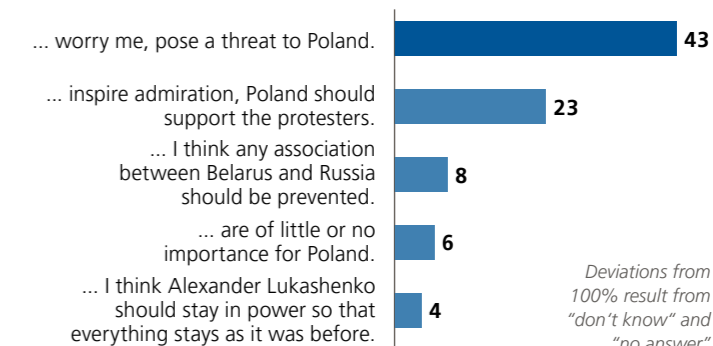 ... worry me, pose a threat to Poland.
43
... inspire admiration, Poland should
support the protesters.
23
... I think any association
between Belarus and Russia
should be prevented.
8
... are of little or no
importance for Poland.
6
... I think Alexander Lukashenko
should stay in power so that
everything stays as it was before.
4
Deviations from
100% result from
“don’t know“ and
“no answer”